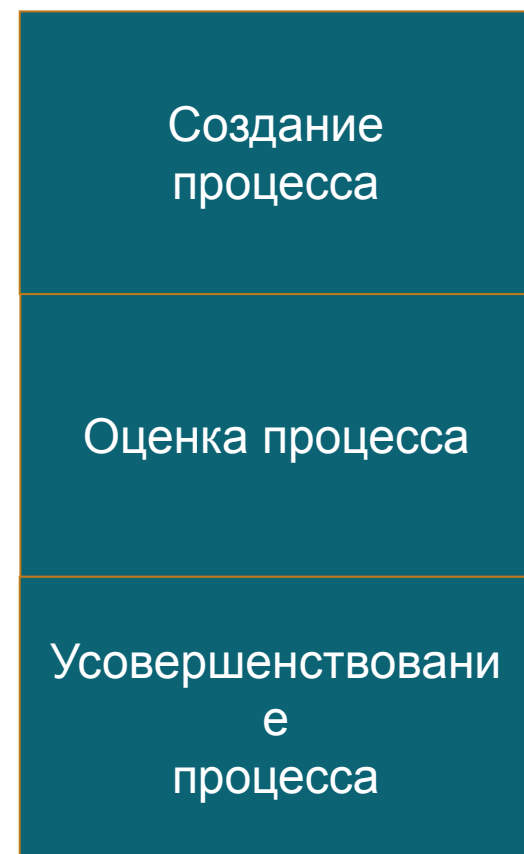 Создание
процесса
Оценка процесса
Усовершенствовани
е
процесса